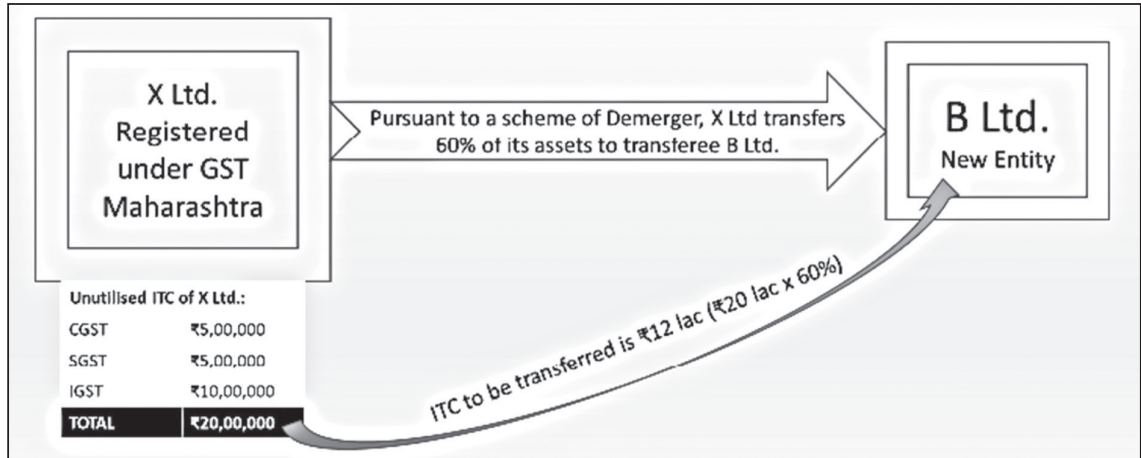 X Ltd.
Registered
under GST
Maharashtra
Pursuant to a scheme of Demerger, X Ltd transfers
60% of its assets to transferee B Ltd.
B Ltd.
New Entity
Unutilised ITC of X Ltd.:
CGST ₹5,00,000
SGST ₹5,00,000
IGST ₹10,00,000
TOTAL ₹20,00,000
ITC to be transferred is ₹12 lac (₹20 lac x 60%)